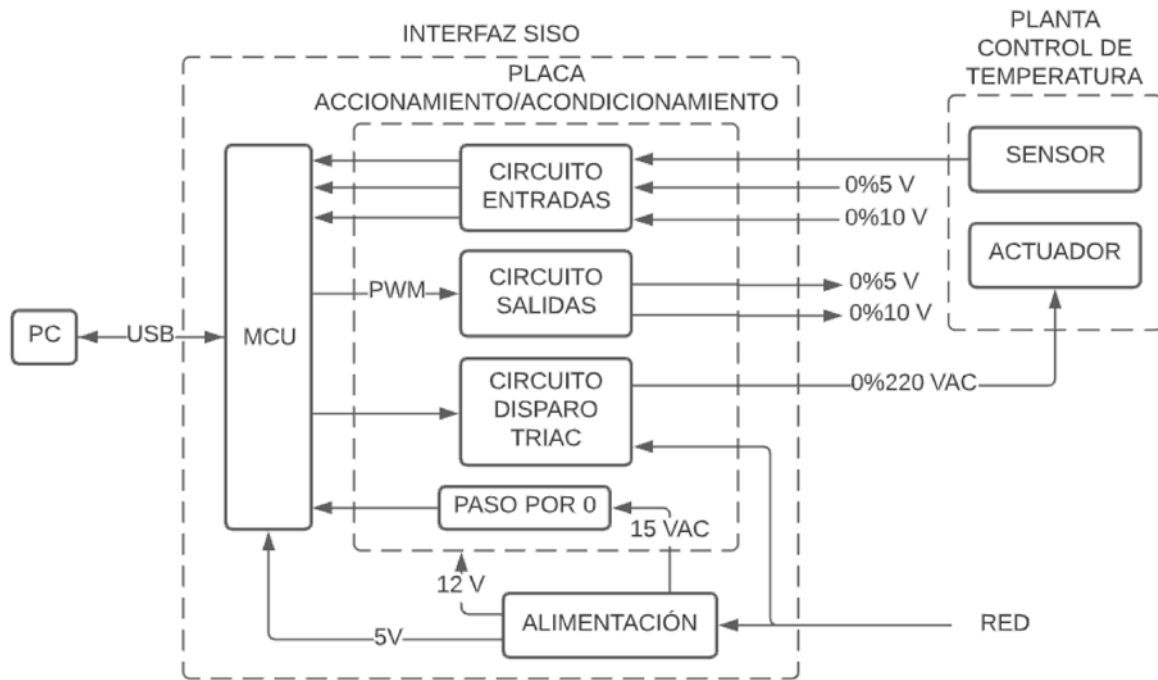 INTERFAZ SISO
PLANTA
CONTROL DE
TEMPERATURA
PLACA
ACCIONAMIENTO/ACONDICIONAMIENTO
CIRCUITO
ENTRADAS
SENSOR
0%5 V
0%10 V
ACTUADOR
PWM
CIRCUITO
SALIDAS
0%5 V
0%10 V
PC
USB
MCU
CIRCUITO
DISPARO
TRIAC
0%220 VAC
PASO POR 0
15 VAC
12 V
ALIMENTACIÓN
5V
RED